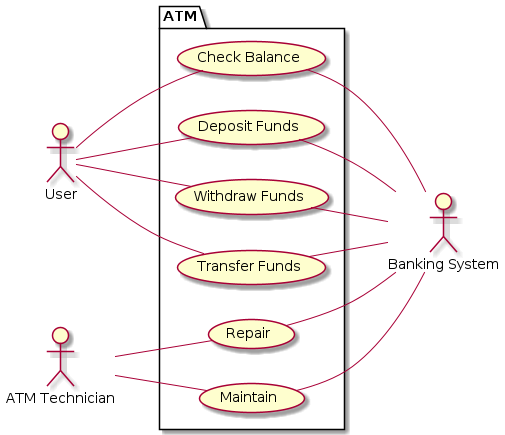 ATM
Check Balance
Deposit Funds
User
Withdraw Funds
Banking System
Transfer Funds
Repair
ATM Technician
Maintain